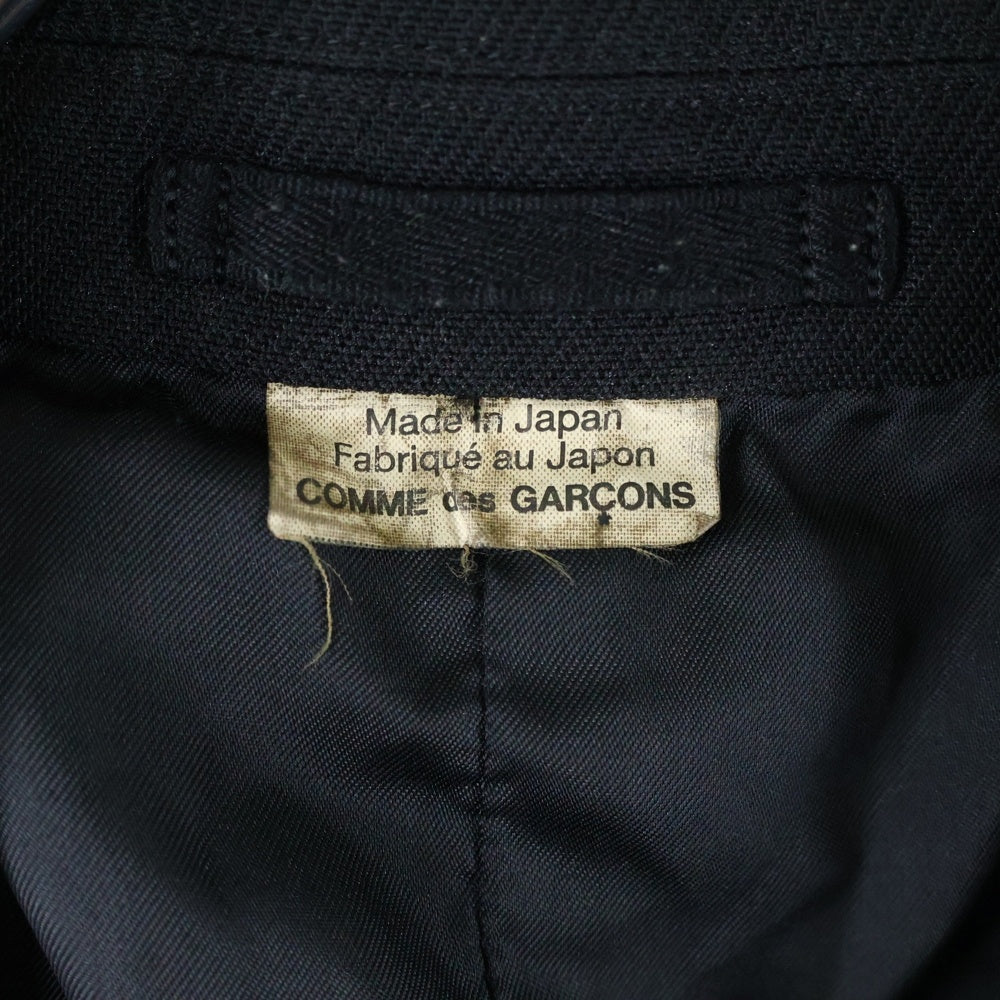 Made in Japan
Fabriqué au Japon
COMME des GARÇONS